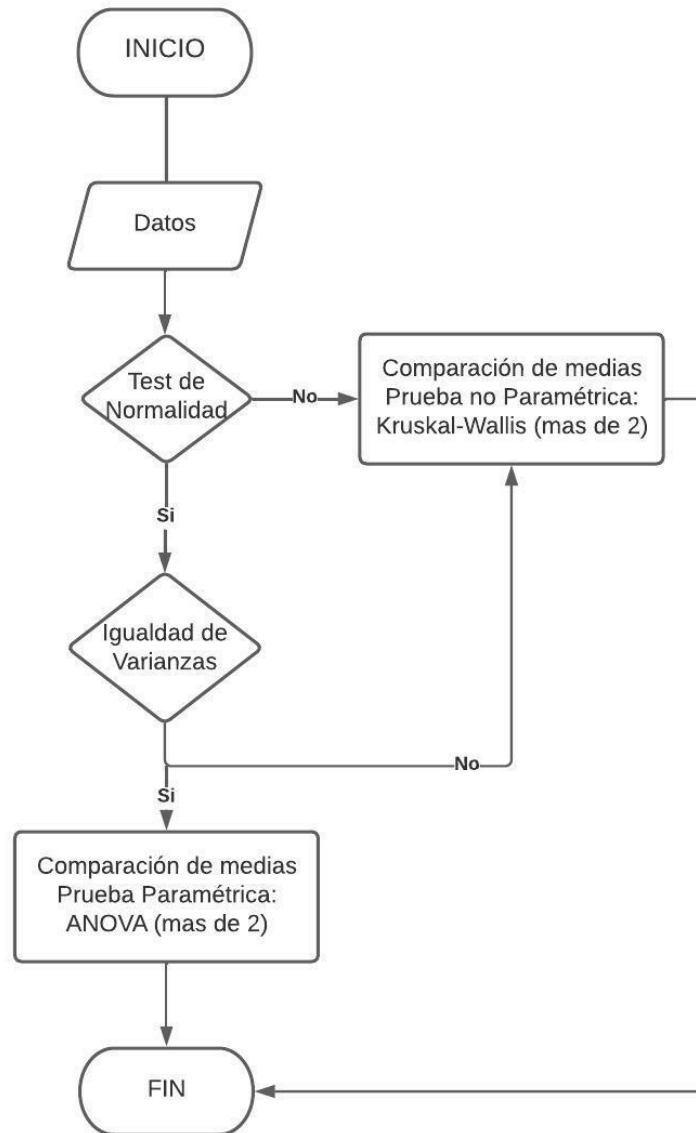 INICIO
Datos
Test de
Normalidad
No
Comparación de medias
Prueba no Paramétrica:
Kruskal-Wallis (mas de 2)
Si
Igualdad de
Varianzas
No
Si
Comparación de medias
Prueba Paramétrica:
ANOVA (mas de 2)
FIN